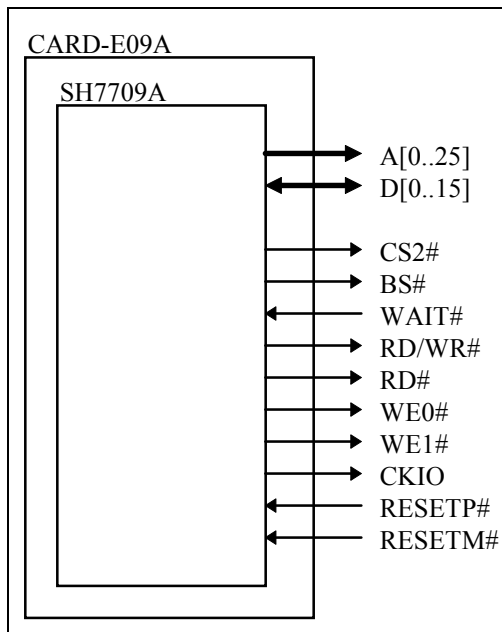 CARD-E09A
SH7709A
A[0..25]
D[0..15]
CS2#
BS#
WAIT#
RD/WR#
RD#
WE0#
WE1#
CKIO
RESETP#
RESETM#